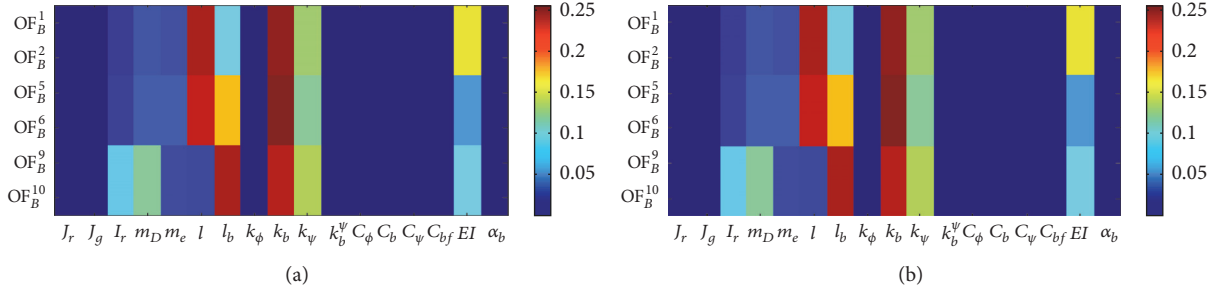 OF_B^1
OF_B^2
OF_B^5
OF_B^6
OF_B^9
OF_B^10
J_r J_g I_r m_D m_e l l_b k_ϕ k_b k_ψ k_b^ψ C_ϕ C_b C_ψ C_bf EI α_b
0.25
0.2
0.15
0.1
0.05
(a)
OF_B^1
OF_B^2
OF_B^5
OF_B^6
OF_B^9
OF_B^10
J_r J_g I_r m_D m_e l l_b k_ϕ k_b k_ψ k_b^ψ C_ϕ C_b C_ψ C_bf EI α_b
0.25
0.2
0.15
0.1
0.05
(b)